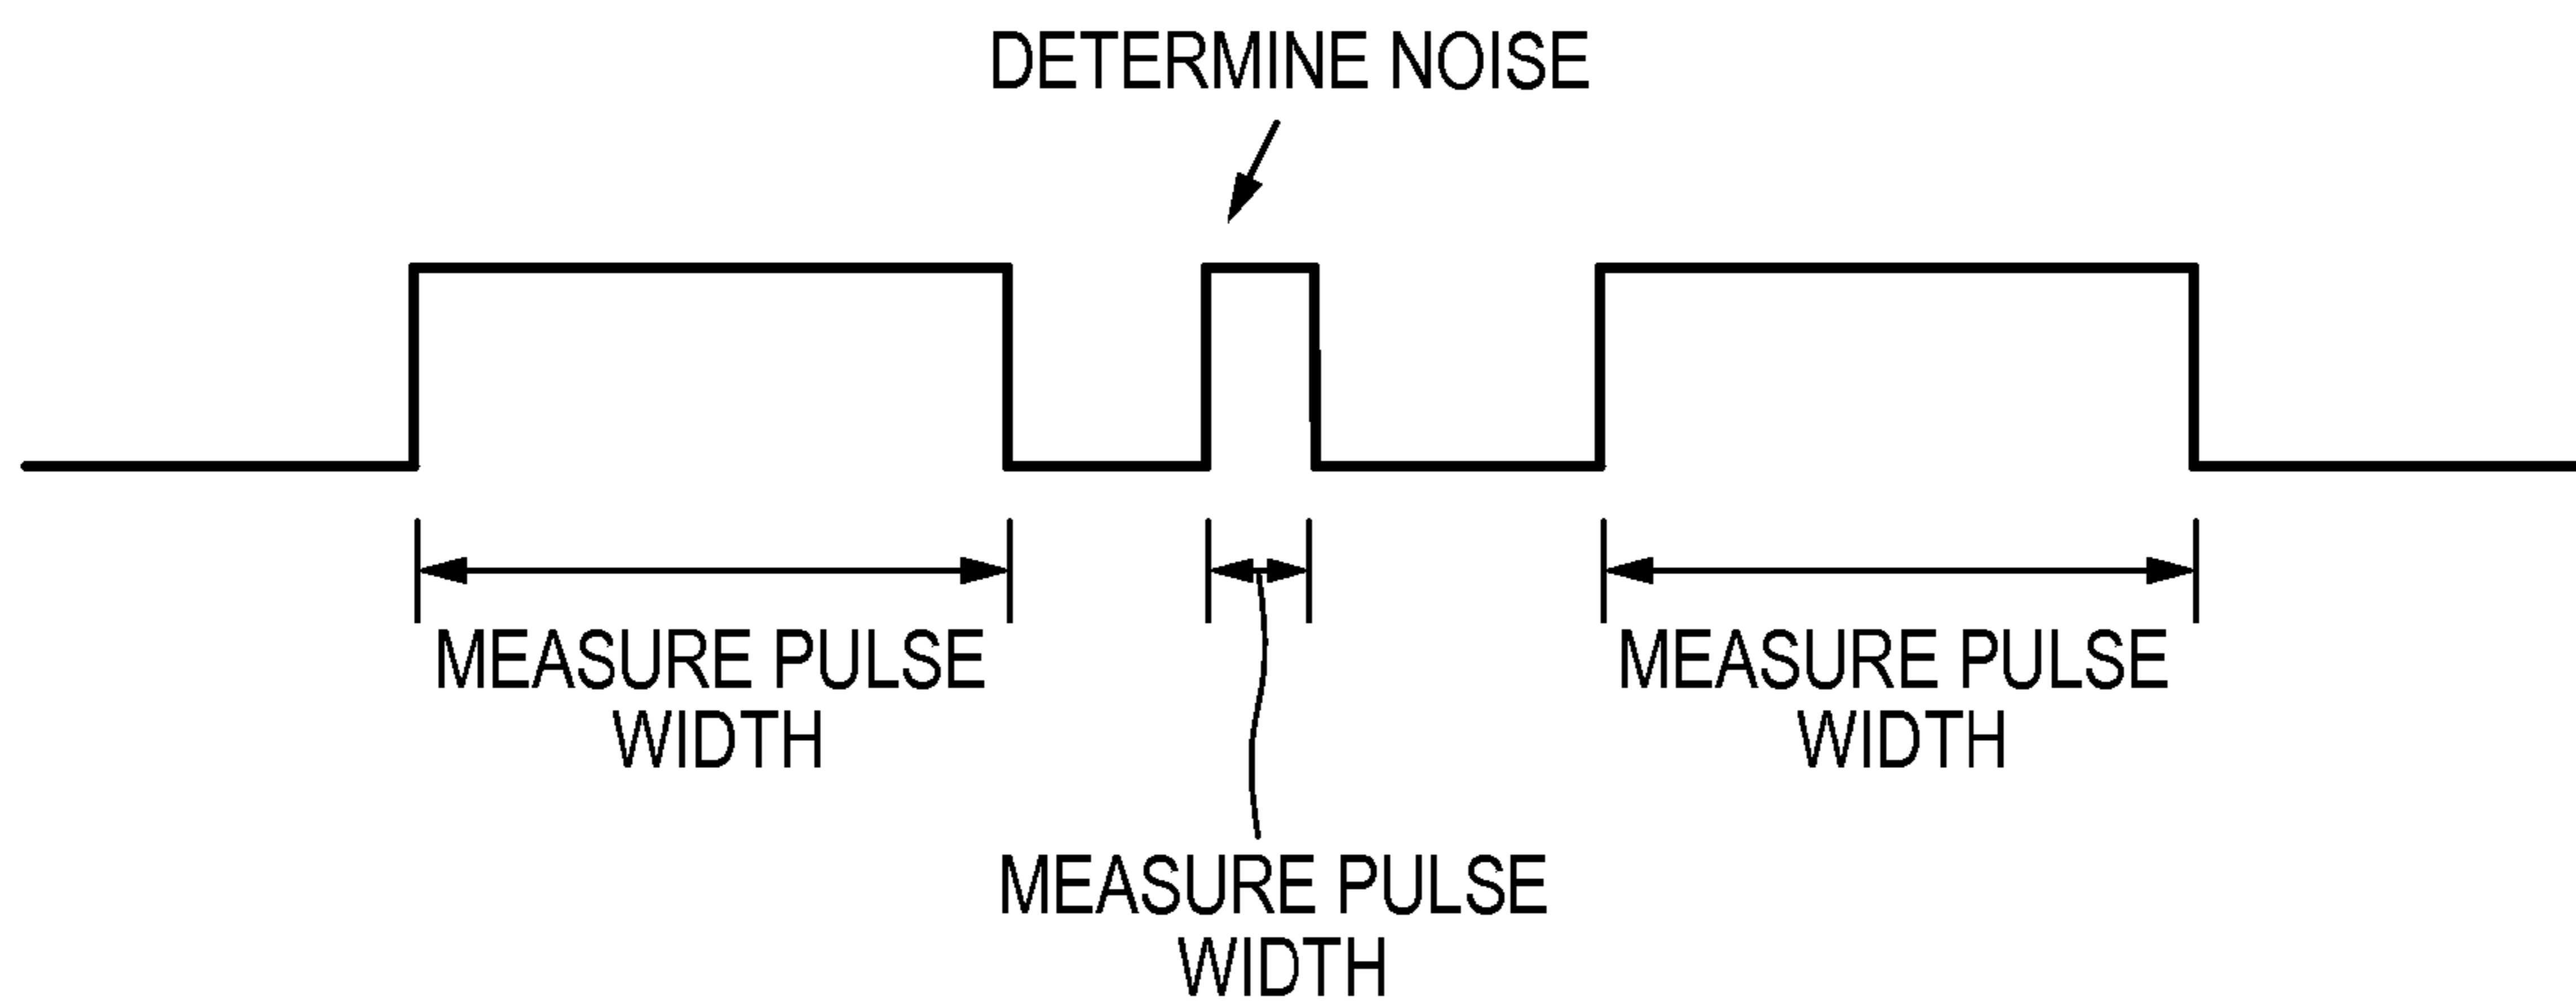 DETERMINE NOISE
MEASURE PULSE
WIDTH
MEASURE PULSE
WIDTH
MEASURE PULSE
WIDTH